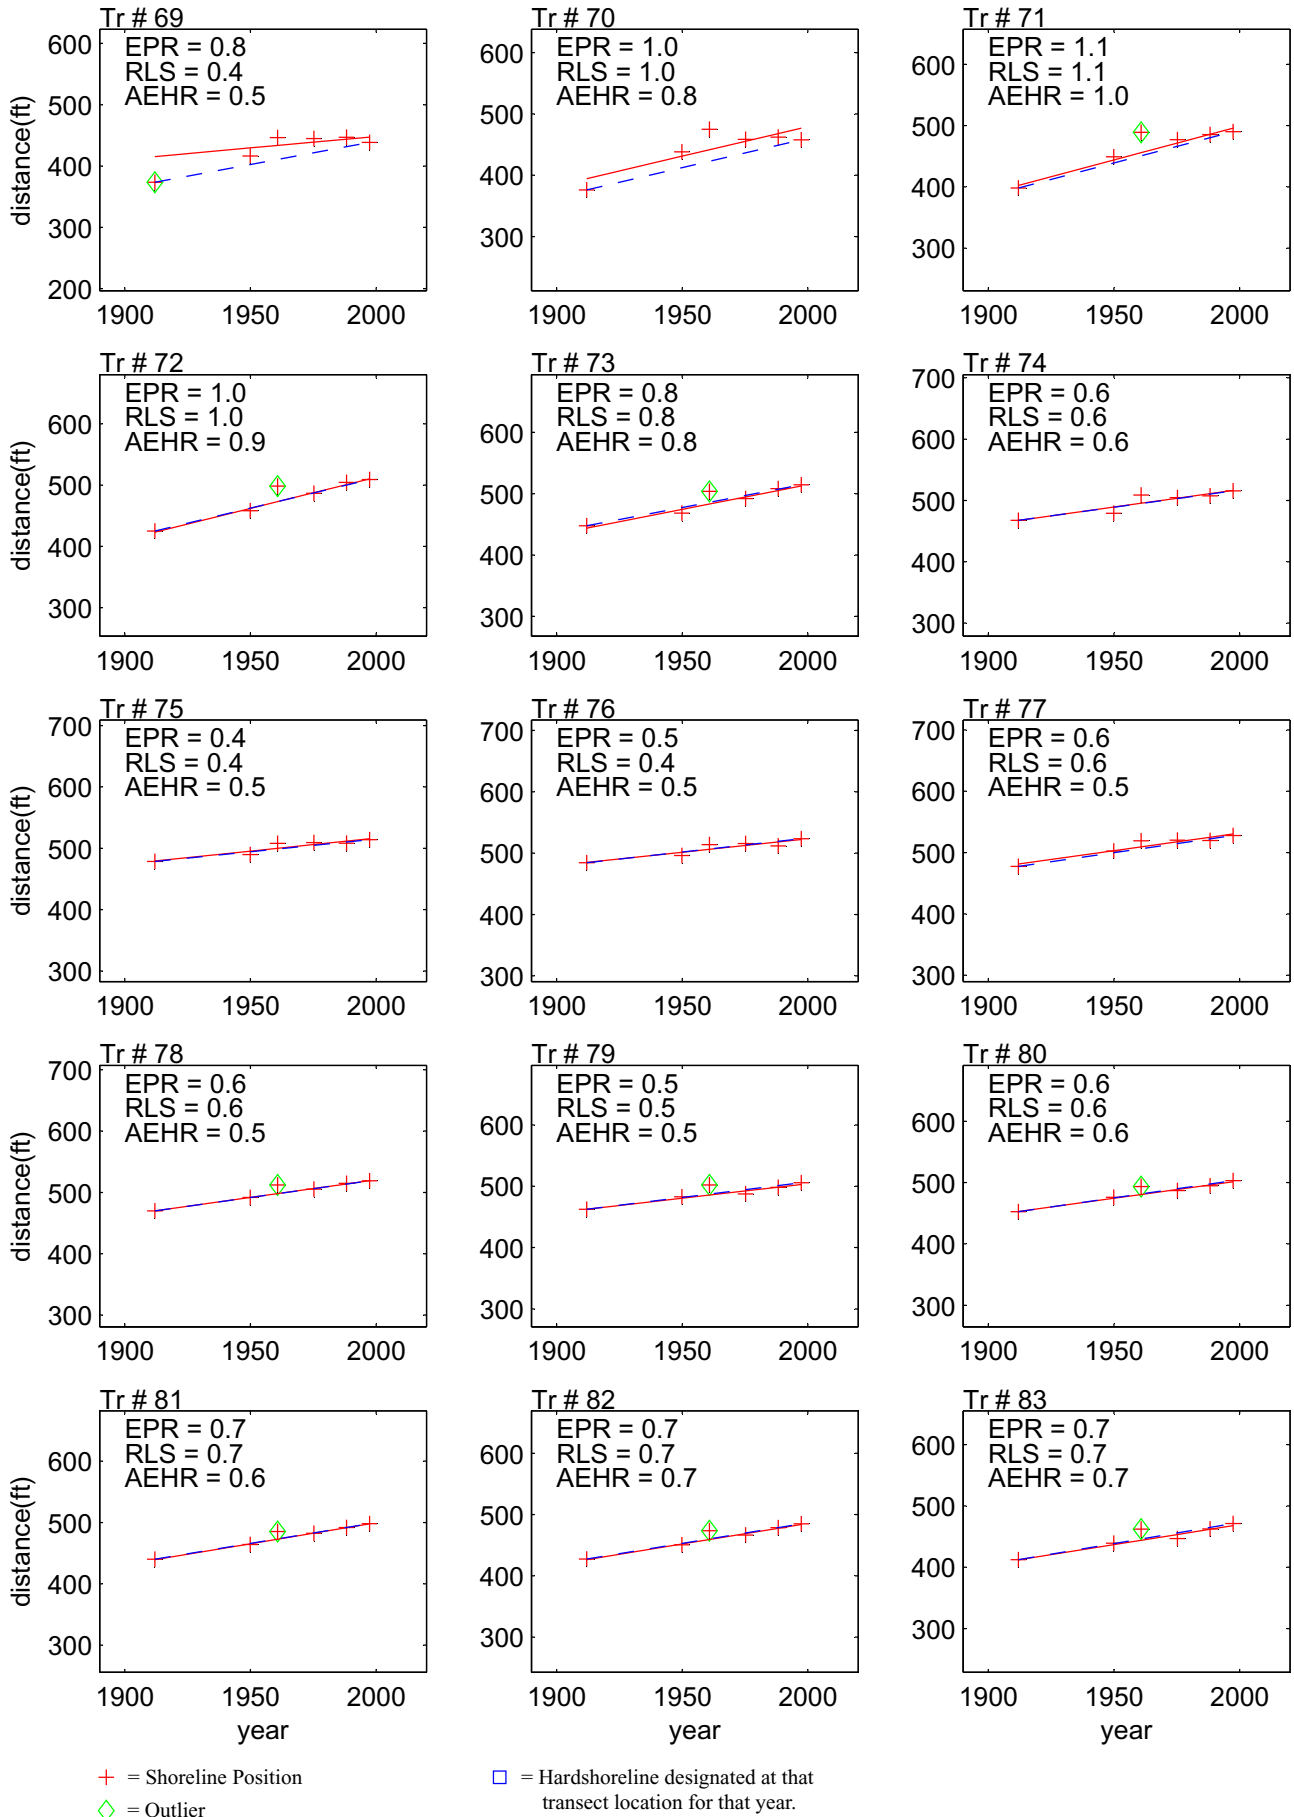 Tr # 69
EPR = 0.8
RLS = 0.4
AEHR = 0.5
600
500
400
300
200
distance(ft)
1900 1950 2000
Tr # 70
EPR = 1.0
RLS = 1.0
AEHR = 0.8
600
500
400
300
1900 1950 2000
Tr # 71
EPR = 1.1
RLS = 1.1
AEHR = 1.0
600
500
400
300
1900 1950 2000
Tr # 72
EPR = 1.0
RLS = 1.0
AEHR = 0.9
600
500
400
300
distance(ft)
1900 1950 2000
Tr # 73
EPR = 0.8
RLS = 0.8
AEHR = 0.8
600
500
400
300
1900 1950 2000
Tr # 74
EPR = 0.6
RLS = 0.6
AEHR = 0.6
700
600
500
400
300
1900 1950 2000
Tr # 75
EPR = 0.4
RLS = 0.4
AEHR = 0.5
700
600
500
400
300
distance(ft)
1900 1950 2000
Tr # 76
EPR = 0.5
RLS = 0.4
AEHR = 0.5
700
600
500
400
300
1900 1950 2000
Tr # 77
EPR = 0.6
RLS = 0.6
AEHR = 0.5
700
600
500
400
300
1900 1950 2000
Tr # 78
EPR = 0.6
RLS = 0.6
AEHR = 0.5
700
600
500
400
300
distance(ft)
1900 1950 2000
Tr # 79
EPR = 0.5
RLS = 0.5
AEHR = 0.5
600
500
400
300
1900 1950 2000
Tr # 80
EPR = 0.6
RLS = 0.6
AEHR = 0.6
600
500
400
300
1900 1950 2000
Tr # 81
EPR = 0.7
RLS = 0.7
AEHR = 0.6
600
500
400
300
distance(ft)
1900 1950 2000
year
Tr # 82
EPR = 0.7
RLS = 0.7
AEHR = 0.7
600
500
400
300
1900 1950 2000
year
Tr # 83
EPR = 0.7
RLS = 0.7
AEHR = 0.7
600
500
400
300
1900 1950 2000
year
= Shoreline Position
= Outlier
= Hardshoreline designated at that
transect location for that year.